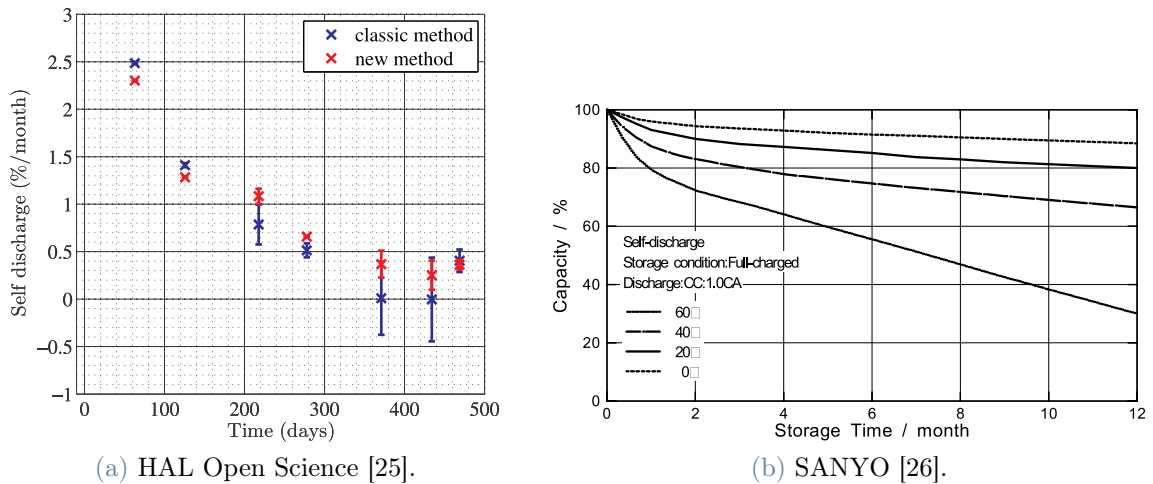 3
2.5
2
1.5
1
0.5
0
−0.5
−1
Self discharge (%/month)
classic method
new method
0
100
200
300
400
500
Time (days)
(a) HAL Open Science [25].
100
80
60
40
20
0
Capacity / %
Self-discharge
Storage condition:Full-charged
Discharge:CC:1.0CA
60□
40□
20□
0□
0
2
4
6
8
10
12
Storage Time / month
(b) SANYO [26].